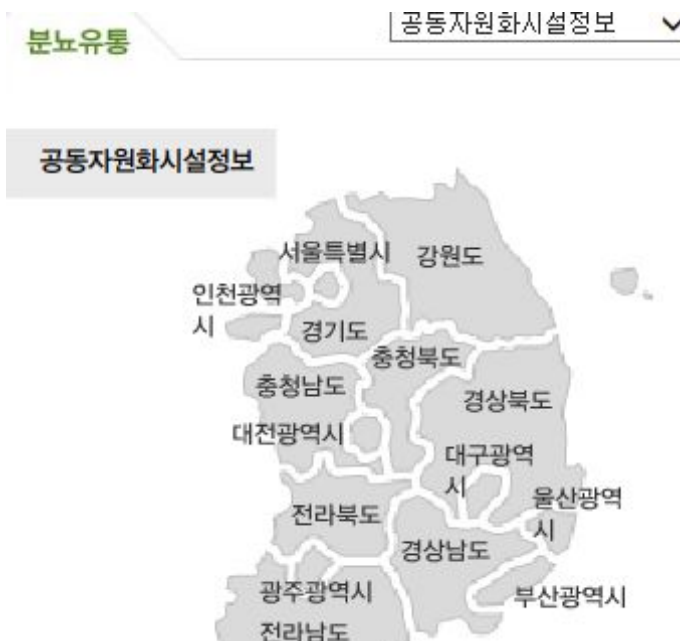 공동자원화시설정보
분뇨유통
공동자원화시설정보
서울특별시
강원도
인천광역
시
경기도
충청북도
충청남도
경상북도
대전광역시
대구광역
시
울산광역
시
전라북도
경상남도
광주광역시
부산광역시
전라남도